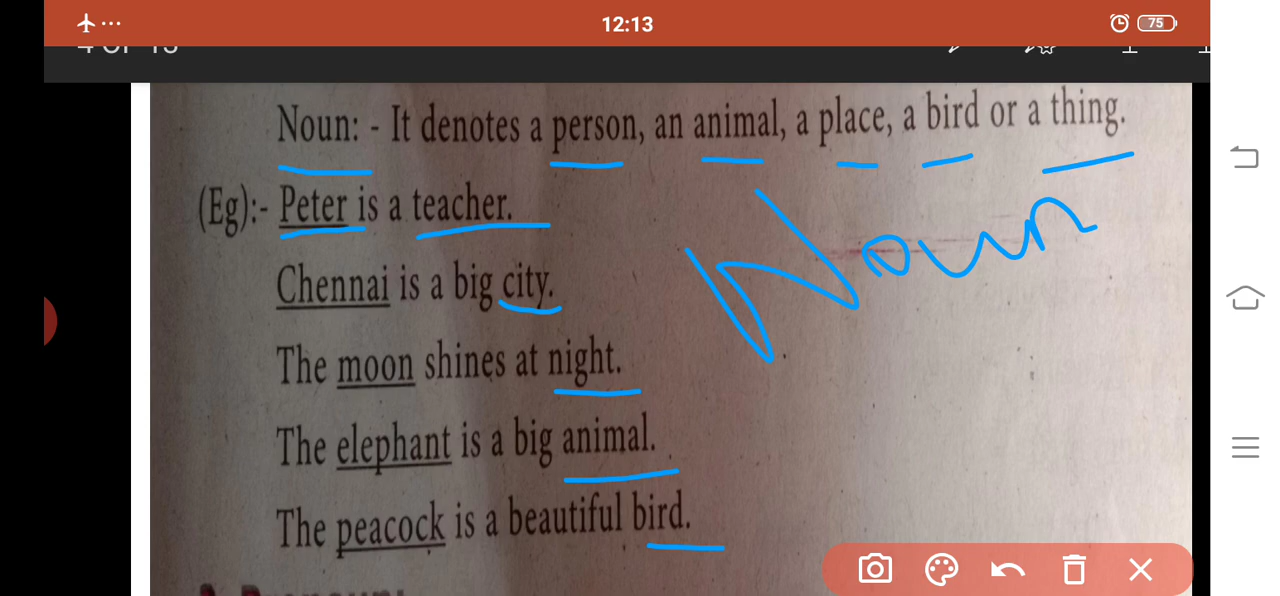 12:13
75
Noun: - It denotes a person, an animal, a place, a bird or a thing.
(Eg):- Peter is a teacher.
Noun
Chennai is a big city.
The moon shines at night.
The elephant is a big animal.
The peacock is a beautiful bird.